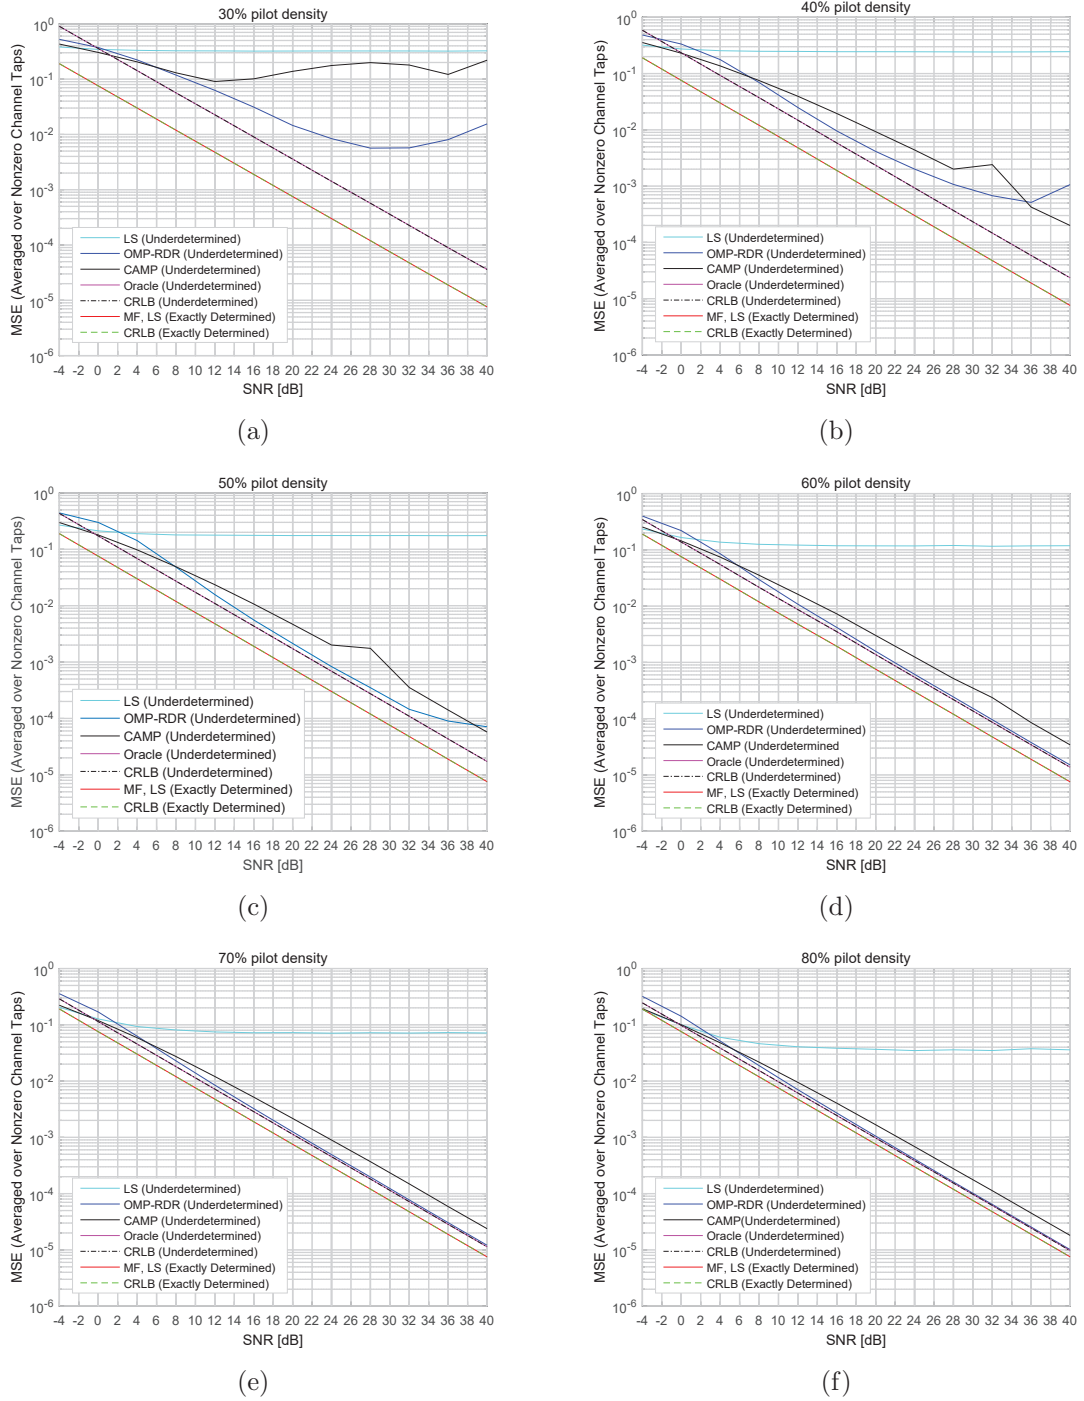 30% pilot density
MSE (Averaged over Nonzero Channel Taps)
10^0
10^-1
10^-2
10^-3
10^-4
10^-5
10^-6
LS (Underdetermined)
OMP-RDR (Underdetermined)
CAMP (Underdetermined)
Oracle (Underdetermined)
CRLB (Underdetermined)
MF, LS (Exactly Determined)
CRLB (Exactly Determined)
-4 -2 0 2 4 6 8 10 12 14 16 18 20 22 24 26 28 30 32 34 36 38 40
SNR [dB]
(a)
40% pilot density
MSE (Averaged over Nonzero Channel Taps)
10^0
10^-1
10^-2
10^-3
10^-4
10^-5
10^-6
LS (Underdetermined)
OMP-RDR (Underdetermined)
CAMP (Underdetermined)
Oracle (Underdetermined)
CRLB (Underdetermined)
MF, LS (Exactly Determined)
CRLB (Exactly Determined)
-4 -2 0 2 4 6 8 10 12 14 16 18 20 22 24 26 28 30 32 34 36 38 40
SNR [dB]
(b)
50% pilot density
MSE (Averaged over Nonzero Channel Taps)
10^0
10^-1
10^-2
10^-3
10^-4
10^-5
10^-6
LS (Underdetermined)
OMP-RDR (Underdetermined)
CAMP (Underdetermined)
Oracle (Underdetermined)
CRLB (Underdetermined)
MF, LS (Exactly Determined)
CRLB (Exactly Determined)
-4 -2 0 2 4 6 8 10 12 14 16 18 20 22 24 26 28 30 32 34 36 38 40
SNR [dB]
(c)
60% pilot density
MSE (Averaged over Nonzero Channel Taps)
10^0
10^-1
10^-2
10^-3
10^-4
10^-5
10^-6
LS (Underdetermined)
OMP-RDR (Underdetermined)
CAMP (Underdetermined
Oracle (Underdetermined)
CRLB (Underdetermined)
MF, LS (Exactly Determined)
CRLB (Exactly Determined)
-4 -2 0 2 4 6 8 10 12 14 16 18 20 22 24 26 28 30 32 34 36 38 40
SNR [dB]
(d)
70% pilot density
MSE (Averaged over Nonzero Channel Taps)
10^0
10^-1
10^-2
10^-3
10^-4
10^-5
10^-6
LS (Underdetermined)
OMP-RDR (Underdetermined)
CAMP (Underdetermined)
Oracle (Underdetermined)
CRLB (Underdetermined)
MF, LS (Exactly Determined)
CRLB (Exactly Determined)
-4 -2 0 2 4 6 8 10 12 14 16 18 20 22 24 26 28 30 32 34 36 38 40
SNR [dB]
(e)
80% pilot density
MSE (Averaged over Nonzero Channel Taps)
10^0
10^-1
10^-2
10^-3
10^-4
10^-5
10^-6
LS (Underdetermined)
OMP-RDR (Underdetermined)
CAMP(Underdetermined)
Oracle (Underdetermined)
CRLB (Underdetermined)
MF, LS (Exactly Determined)
CRLB (Exactly Determined)
-4 -2 0 2 4 6 8 10 12 14 16 18 20 22 24 26 28 30 32 34 36 38 40
SNR [dB]
(f)